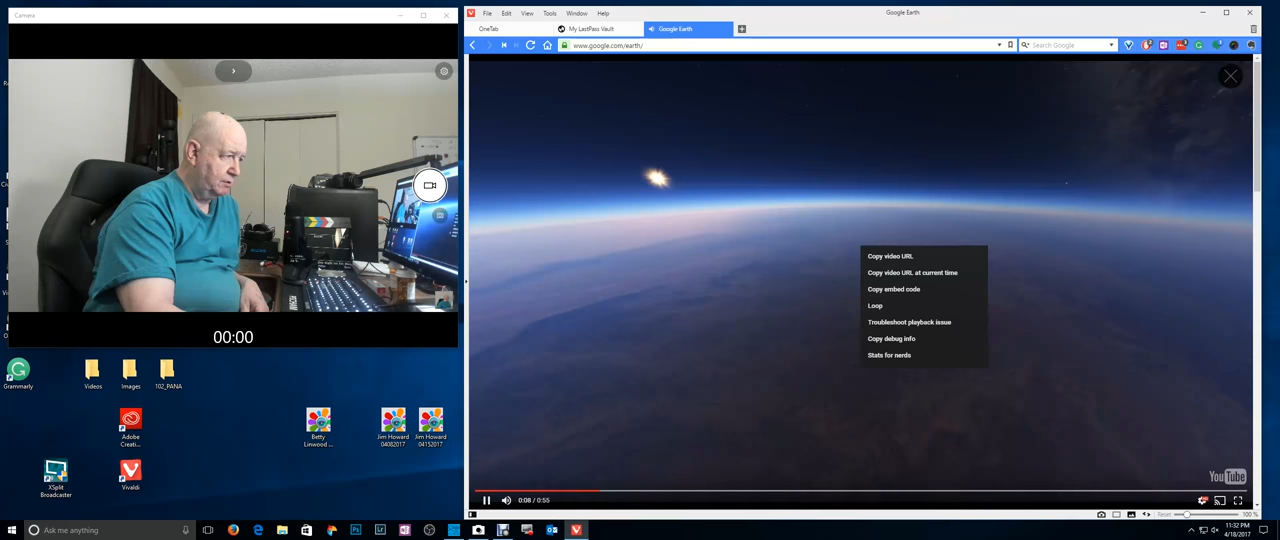 Camera
00:00
Grammarly
Videos
Images
102_PANA
Adobe
Creati...
Betty
Linwood ...
Jim Howard
04082017
Jim Howard
04152017
XSplit
Broadcaster
Vivaldi
File Edit View Tools Window Help
Google Earth
OneTab
My LastPass Vault
Google Earth
www.google.com/earth/
Search Google
Copy video URL
Copy video URL at current time
Copy embed code
Loop
Troubleshoot playback issue
Copy debug info
Stats for nerds
YouTube
0:08 / 0:55
Reset
100 %
Ask me anything
11:32 PM
4/18/2017